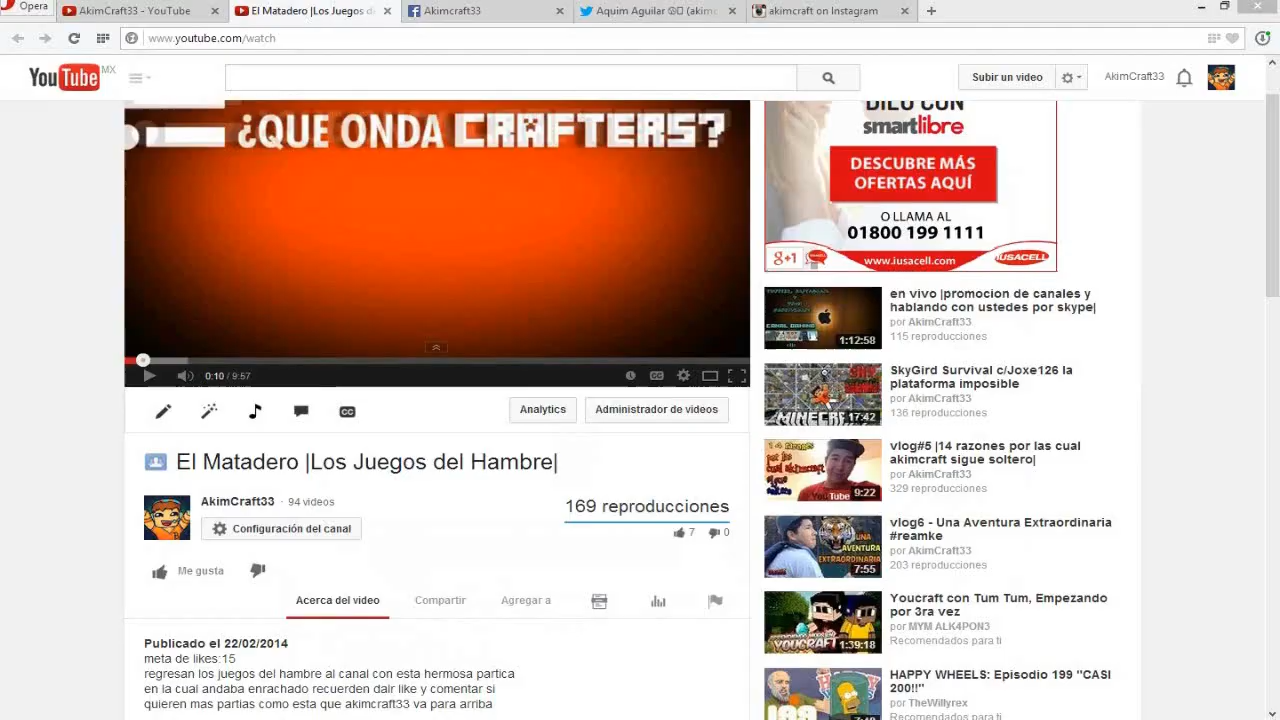 Opera
AkimCraft33 - YouTube
El Matadero |Los Juegos de
Akimcraft33
Aquim Aguilar
(akimc
akimcraft on Instagram
www.youtube.com/watch
YouTube MX
Subir un video
AkimCraft33
¿QUE ONDA CRAFTERS?
0:10 / 9:57
Analytics
Administrador de videos
El Matadero |Los Juegos del Hambre|
AkimCraft33 · 94 videos
Configuración del canal
169 reproducciones
7
0
Me gusta
Acerca del video
Compartir
Agregar a
Publicado el 22/02/2014
meta de likes:15
regresan los juegos del hambre al canal con esta hermosa partica
en la cual andaba enrachado recuerden dalr like y comentar si
quieren mas partias como esta que akimcraft33 va para arriba
DILO CON
smartlibre
DESCUBRE MÁS
OFERTAS AQUÍ
O LLAMA AL
01800 199 1111
g+1
www.iusacell.com
IUSACELL
1:12:58
en vivo |promocion de canales y
hablando con ustedes por skype|
por AkimCraft33
115 reproducciones
MINECRAFT
17:42
SkyGird Survival c/Joxe126 la
plataforma imposible
por AkimCraft33
136 reproducciones
YouTube
9:22
vlog#5 |14 razones por las cual
akimcraft sigue soltero|
por AkimCraft33
329 reproducciones
UNA
AVENTURA
EXTRAORDINARIA
7:55
vlog6 - Una Aventura Extraordinaria
#reamke
por AkimCraft33
203 reproducciones
YOUCRAFT
1:39:18
Youcraft con Tum Tum, Empezando
por 3ra vez
por MYM ALK4PON3
Recomendados para ti
HAPPY WHEELS: Episodio 199 "CASI
200!!"
por TheWillyrex
Recomendados para ti